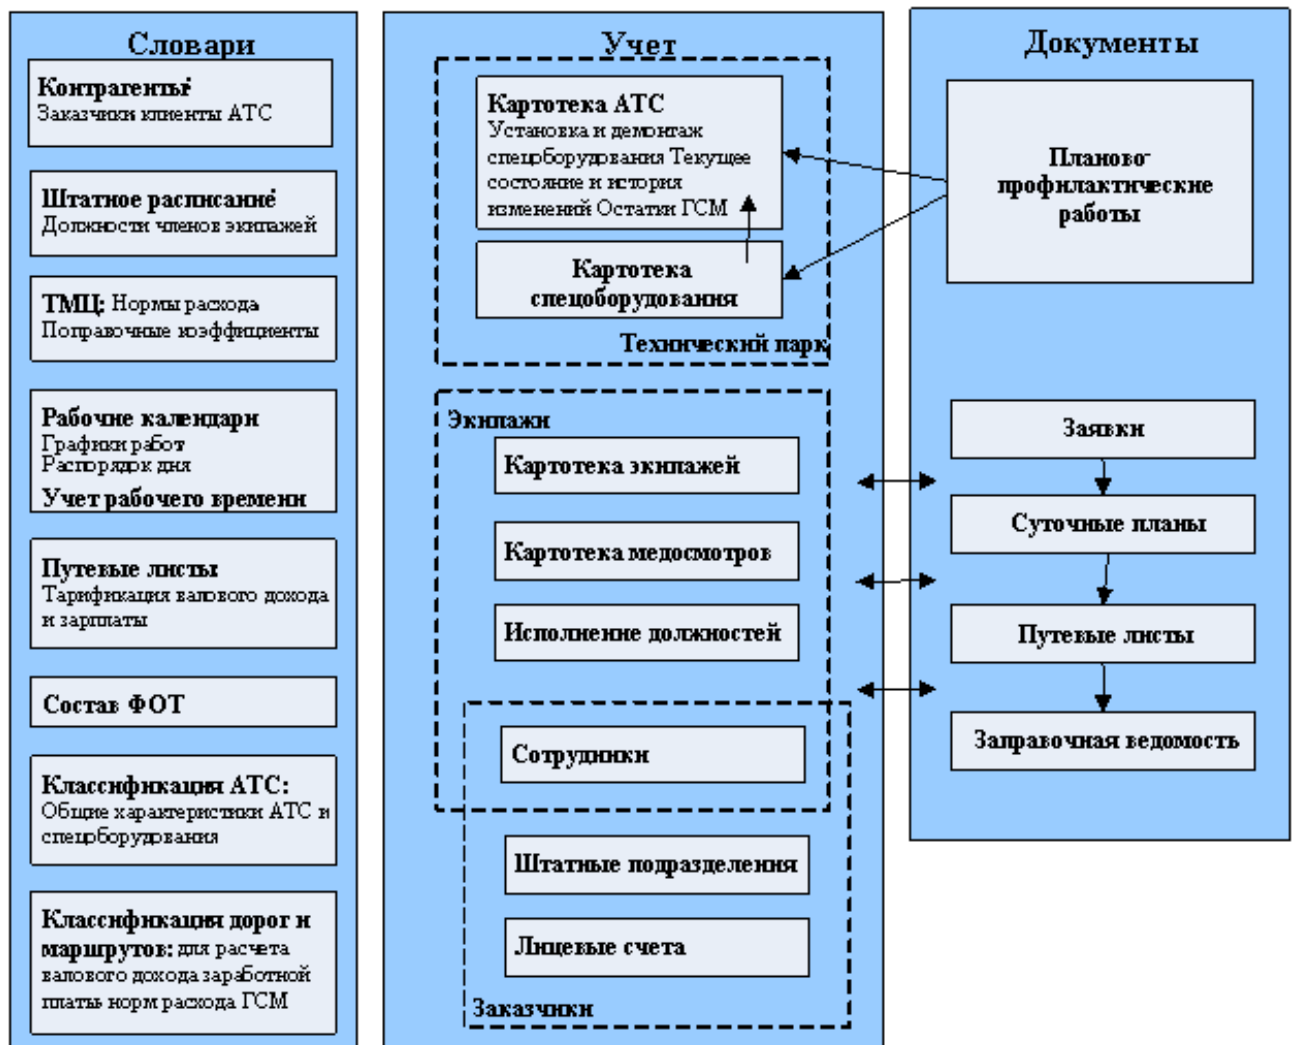 Словари
Контрагенты:
Заказчики клиенты АТС
Штатное расписание:
Должности членов экипажей
ТМЦ: Нормы расхода
Поправочные коэффициенты
Рабочие календари
Графики работ
Распорядок дня
Учет рабочего времени
Путевые листы:
Тарификация валового дохода
и зарплаты
Состав ФОТ
Классификация АТС:
Общие характеристики АТС и
спецоборудования
Классификация дорог и
маршрутов: для расчета
валового дохода заработной
платы норм расхода ГСМ
Учет
Картотека АТС
Установка и демонтаж
спецоборудования Текущее
состояние и история
изменений Остатки ГСМ
Картотека
спецоборудования
Технический парк
Экипажи
Картотека экипажей
Картотека медосмотров
Исполнение должностей
Сотрудники
Штатные подразделения
Лицевые счета
Заказчики
Документы
Планово-
профилактические
работы
Заявки
Суточные планы
Путевые листы
Заправочная ведомость